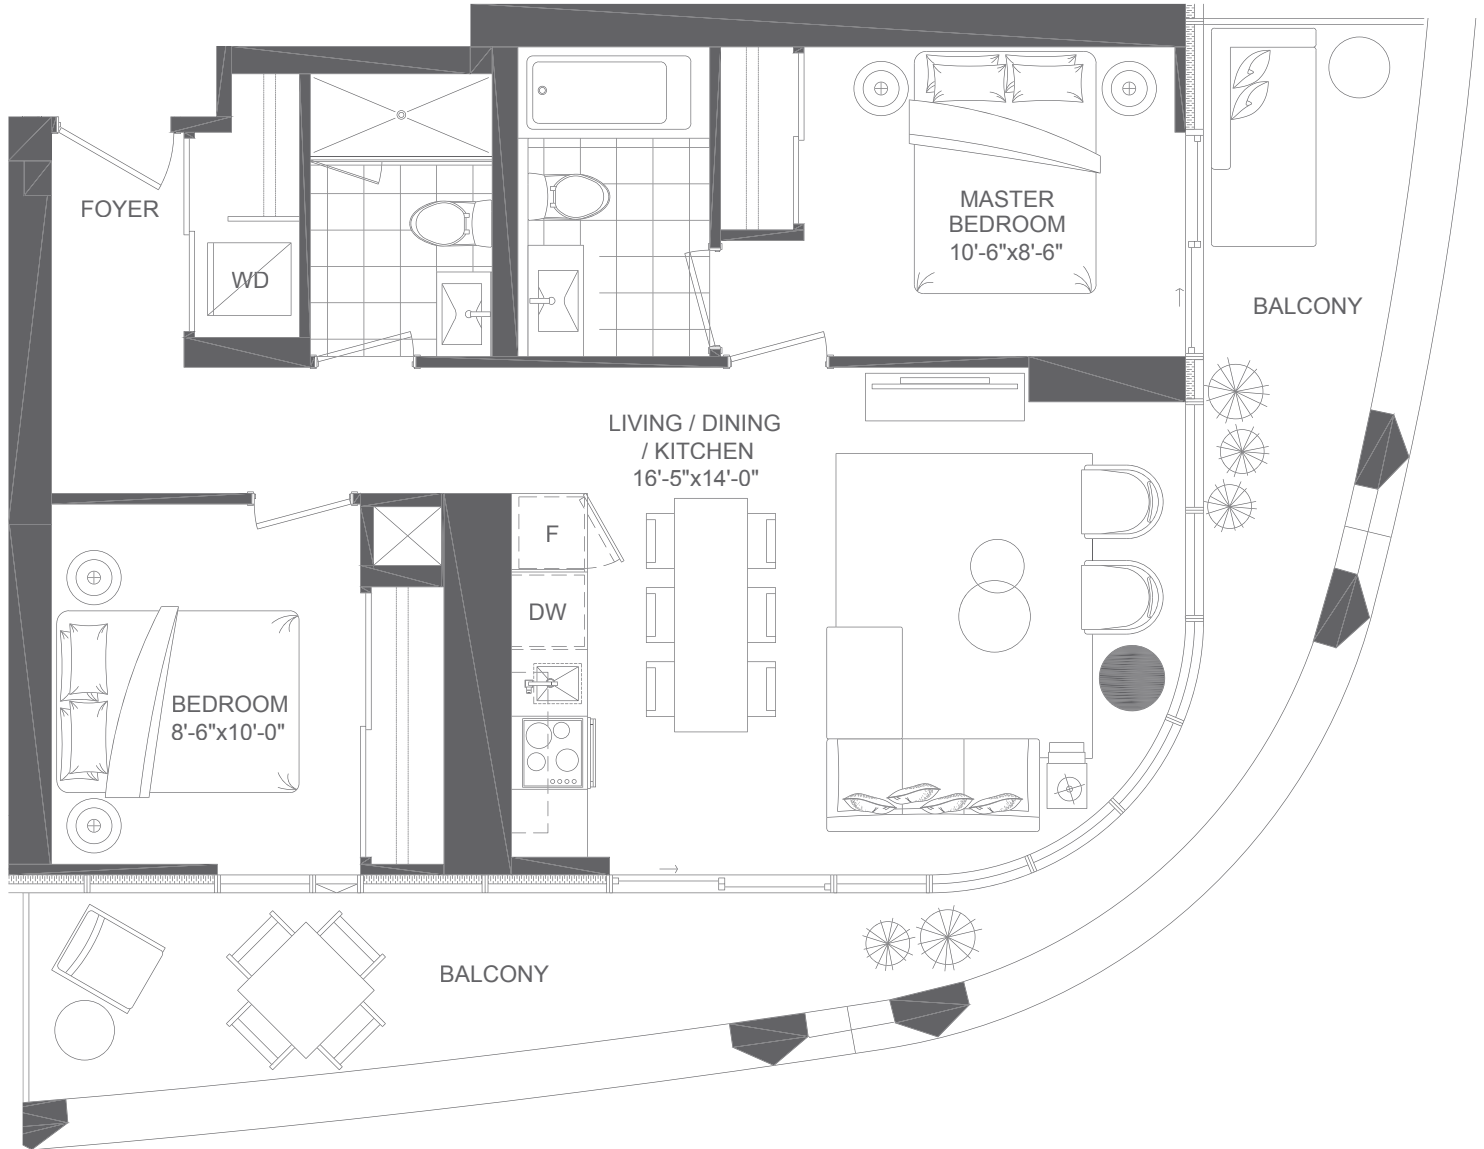 FOYER
WD
MASTER
BEDROOM
10'-6"x8'-6"
BALCONY
LIVING / DINING
/ KITCHEN
16'-5"x14'-0"
F
DW
BEDROOM
8'-6"x10'-0"
BALCONY